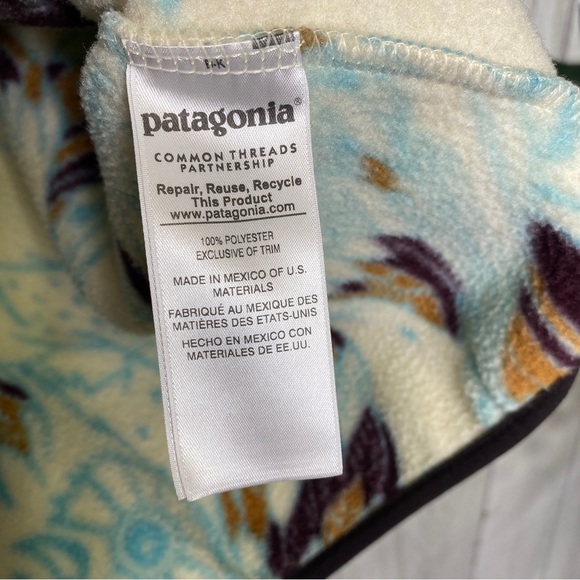 patagonia®
COMMON THREADS
PARTNERSHIP
Repair, Reuse, Recycle
This Product
www.patagonia.com
100% POLYESTER
EXCLUSIVE OF TRIM
MADE IN MEXICO OF U.S.
MATERIALS
FABRIQUÉ AU MEXIQUE DES
MATIÈRES DES ETATS-UNIS
HECHO EN MEXICO CON
MATERIALES DE EE.UU.